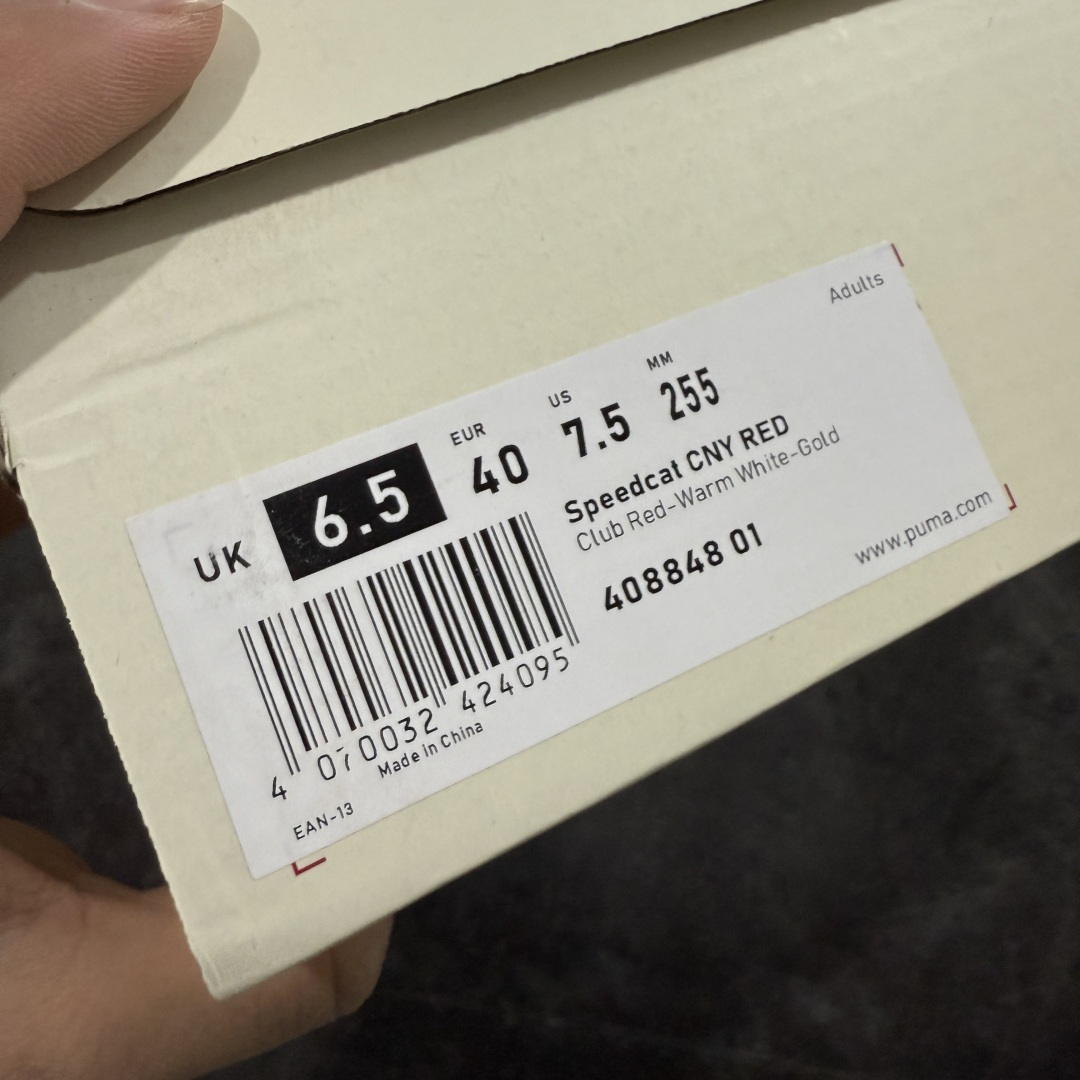 Adults
UK 6.5
EUR 40
US 7.5
MM 255
Speedcat CNY RED
Club Red-Warm White-Gold
408848 01
www.puma.com
4 070032 424095
Made in China
EAN-13